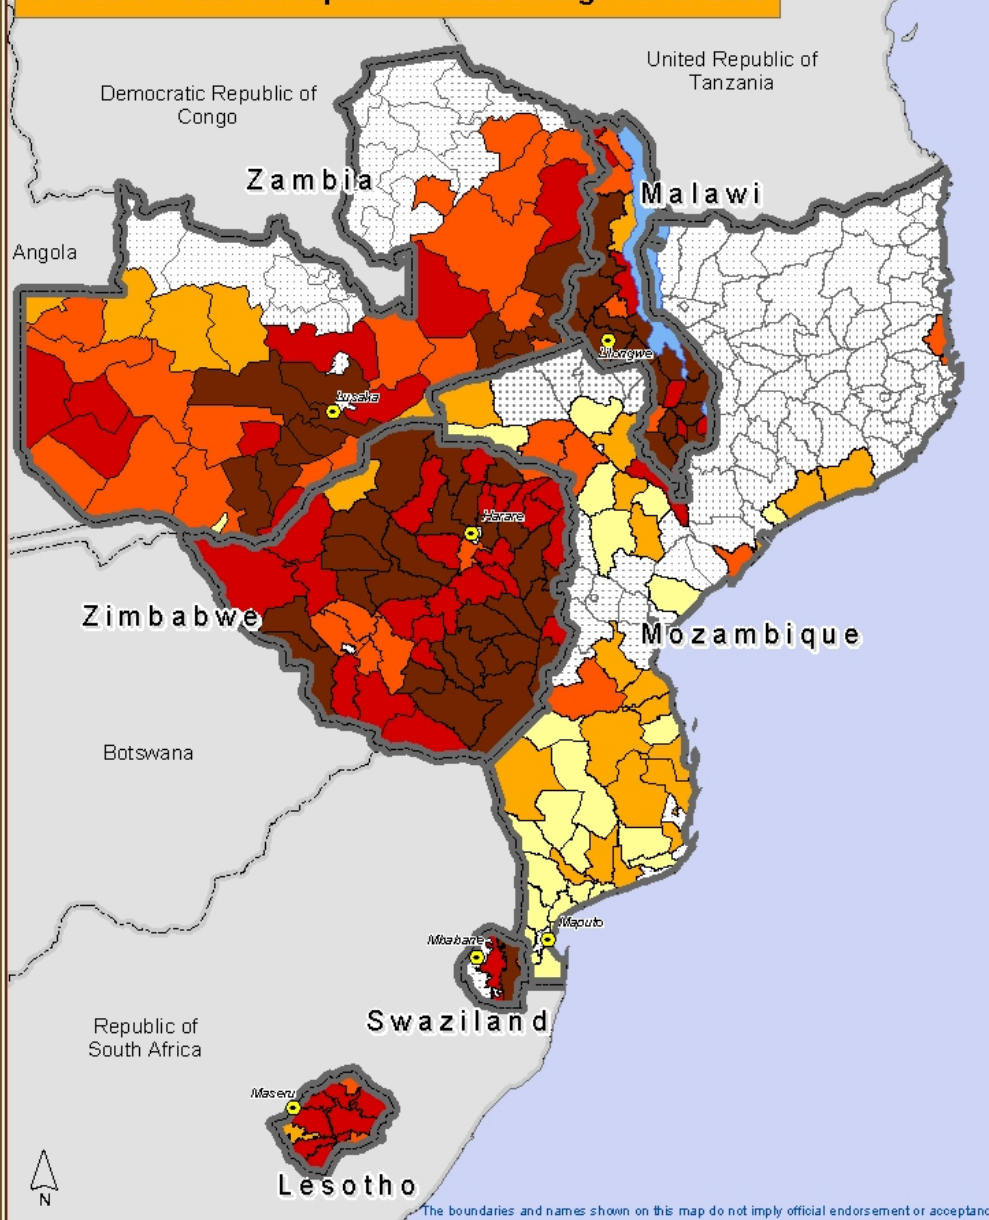 United Republic of
Tanzania
Democratic Republic of
Congo
Zambia
Malawi
Angola
Lilongwe
Lusaka
Harare
Zimbabwe
Mozambique
Botswana
Maputo
Mbabane
Swaziland
Republic of
South Africa
Maseru
Lesotho
N
The boundaries and names shown on this map do not imply official endorsement or acceptanc